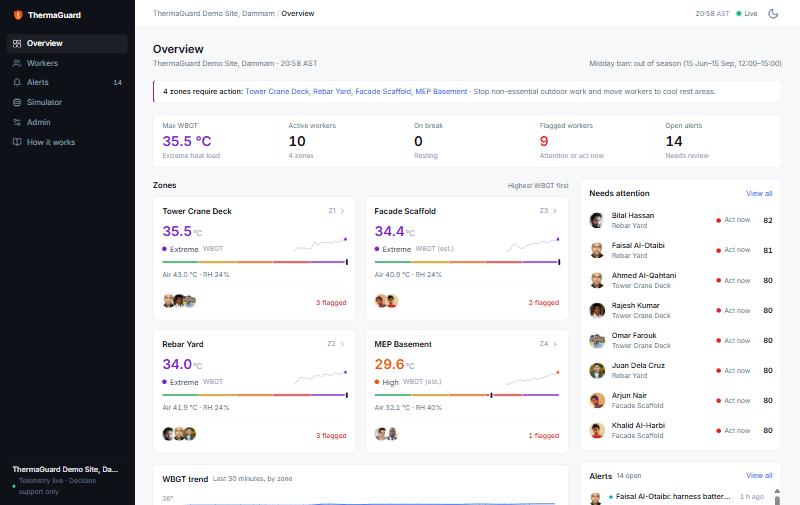 ThermaGuard
Overview
Workers
Alerts 14
Simulator
Admin
How it works
ThermaGuard Demo Site, Da...
Telemetry live · Decision
support only
ThermaGuard Demo Site, Dammam / Overview
20:58 AST Live
Overview
ThermaGuard Demo Site, Dammam · 20:58 AST
Midday ban: out of season (15 Jun–15 Sep, 12:00–15:00)
4 zones require action: Tower Crane Deck, Rebar Yard, Facade Scaffold, MEP Basement · Stop non-essential outdoor work and move workers to cool rest areas.
Max WBGT
35.5 °C
Extreme heat load
Active workers
10
4 zones
On break
0
Resting
Flagged workers
9
Attention or act now
Open alerts
14
Needs review
Zones
Highest WBGT first
Tower Crane Deck Z1
35.5 °C
Extreme WBGT
Air 43.0 °C · RH 24%
3 flagged
Facade Scaffold Z3
34.4 °C
Extreme WBGT (est.)
Air 40.9 °C · RH 24%
2 flagged
Rebar Yard Z2
34.0 °C
Extreme WBGT
Air 41.9 °C · RH 24%
3 flagged
MEP Basement Z4
29.6 °C
High WBGT (est.)
Air 32.1 °C · RH 40%
1 flagged
WBGT trend Last 30 minutes, by zone
36°
Needs attention View all
Bilal Hassan
Rebar Yard
Act now 82
Faisal Al-Otaibi
Rebar Yard
Act now 81
Ahmed Al-Qahtani
Tower Crane Deck
Act now 80
Rajesh Kumar
Tower Crane Deck
Act now 80
Omar Farouk
Tower Crane Deck
Act now 80
Juan Dela Cruz
Rebar Yard
Act now 80
Arjun Nair
Facade Scaffold
Act now 80
Khalid Al-Harbi
Facade Scaffold
Act now 80
Alerts 14 open View all
Faisal Al-Otaibi: harness batter... 1 h ago